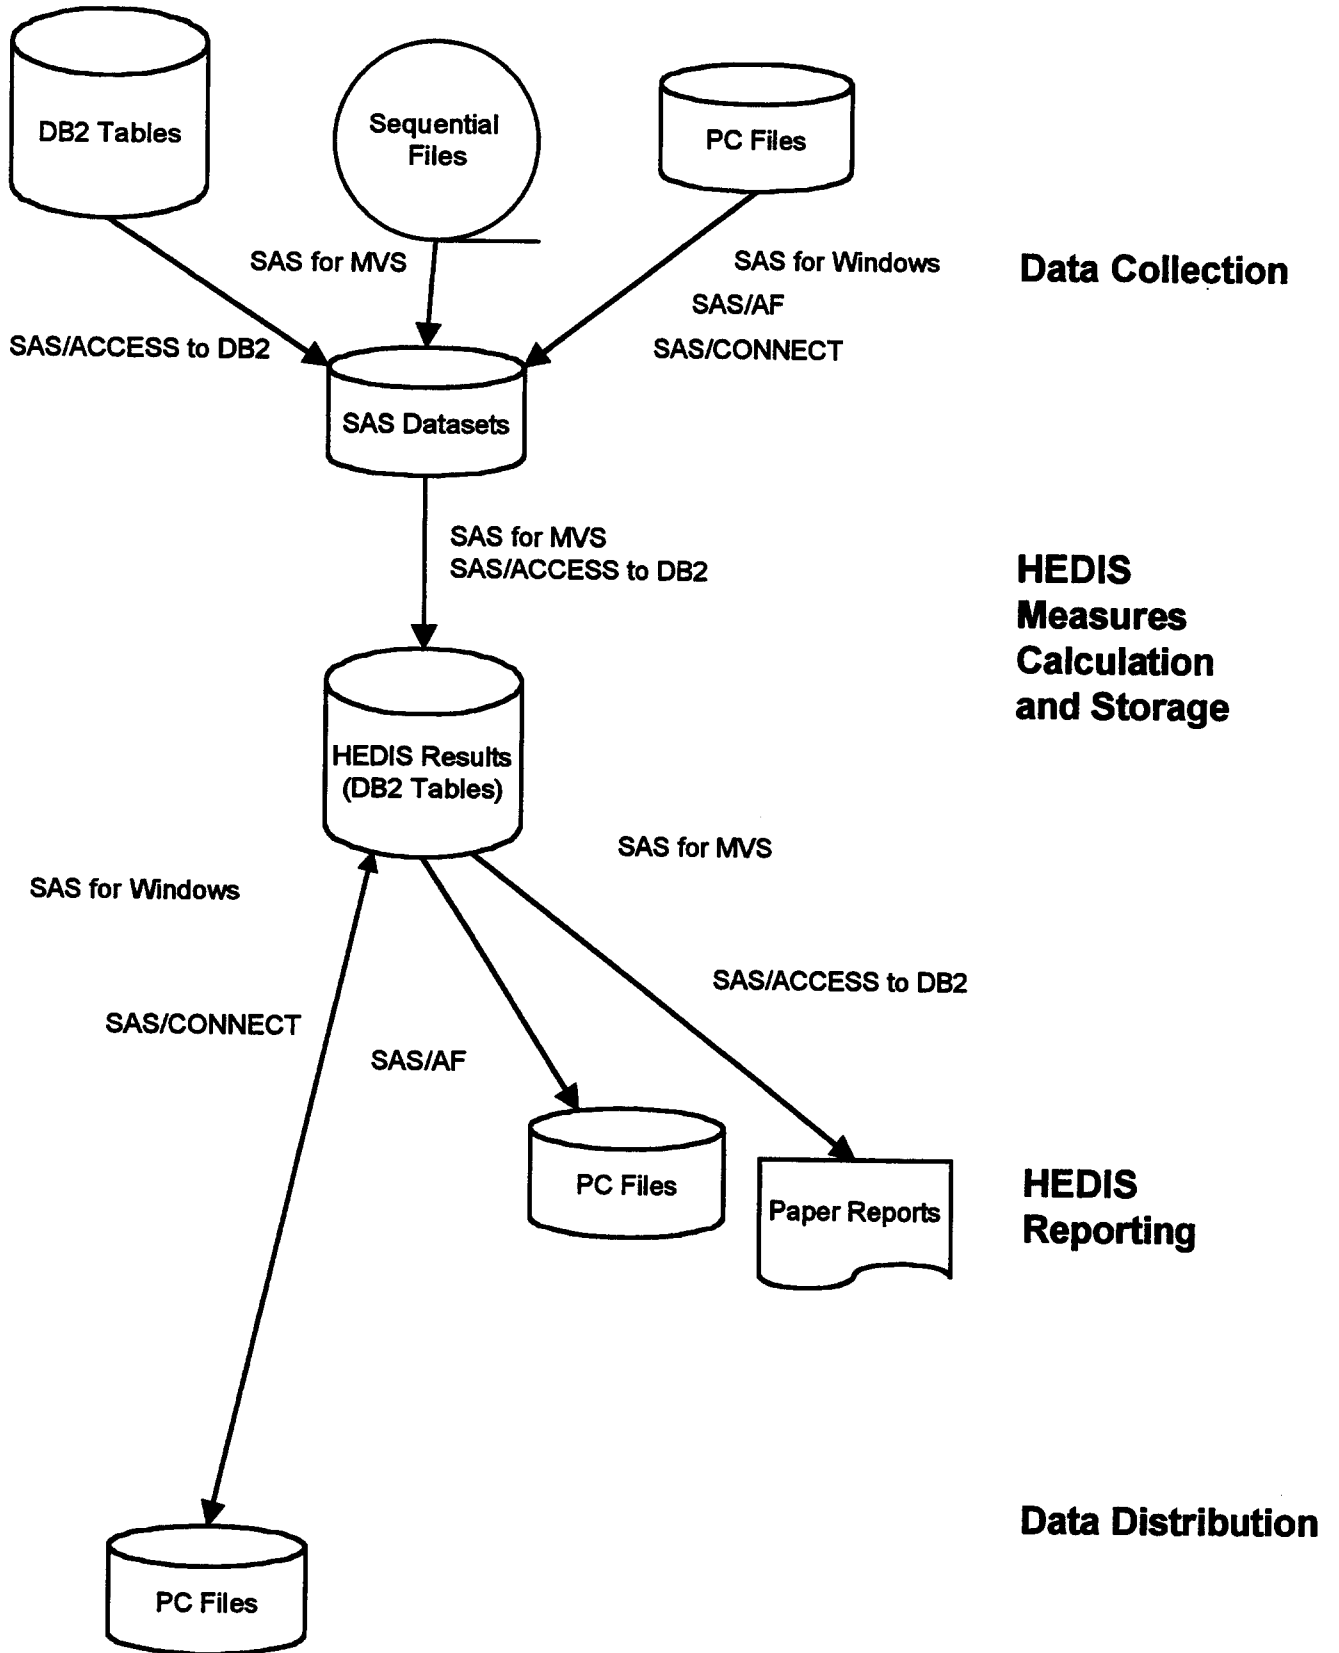 DB2 Tables
Sequential
Files
PC Files
SAS for MVS
SAS for Windows
Data Collection
SAS/AF
SAS/ACCESS to DB2
SAS/CONNECT
SAS Datasets
SAS for MVS
SAS/ACCESS to DB2
HEDIS
Measures
Calculation
and Storage
HEDIS Results
(DB2 Tables)
SAS for MVS
SAS for Windows
SAS/ACCESS to DB2
SAS/CONNECT
SAS/AF
PC Files
Paper Reports
HEDIS
Reporting
Data Distribution
PC Files